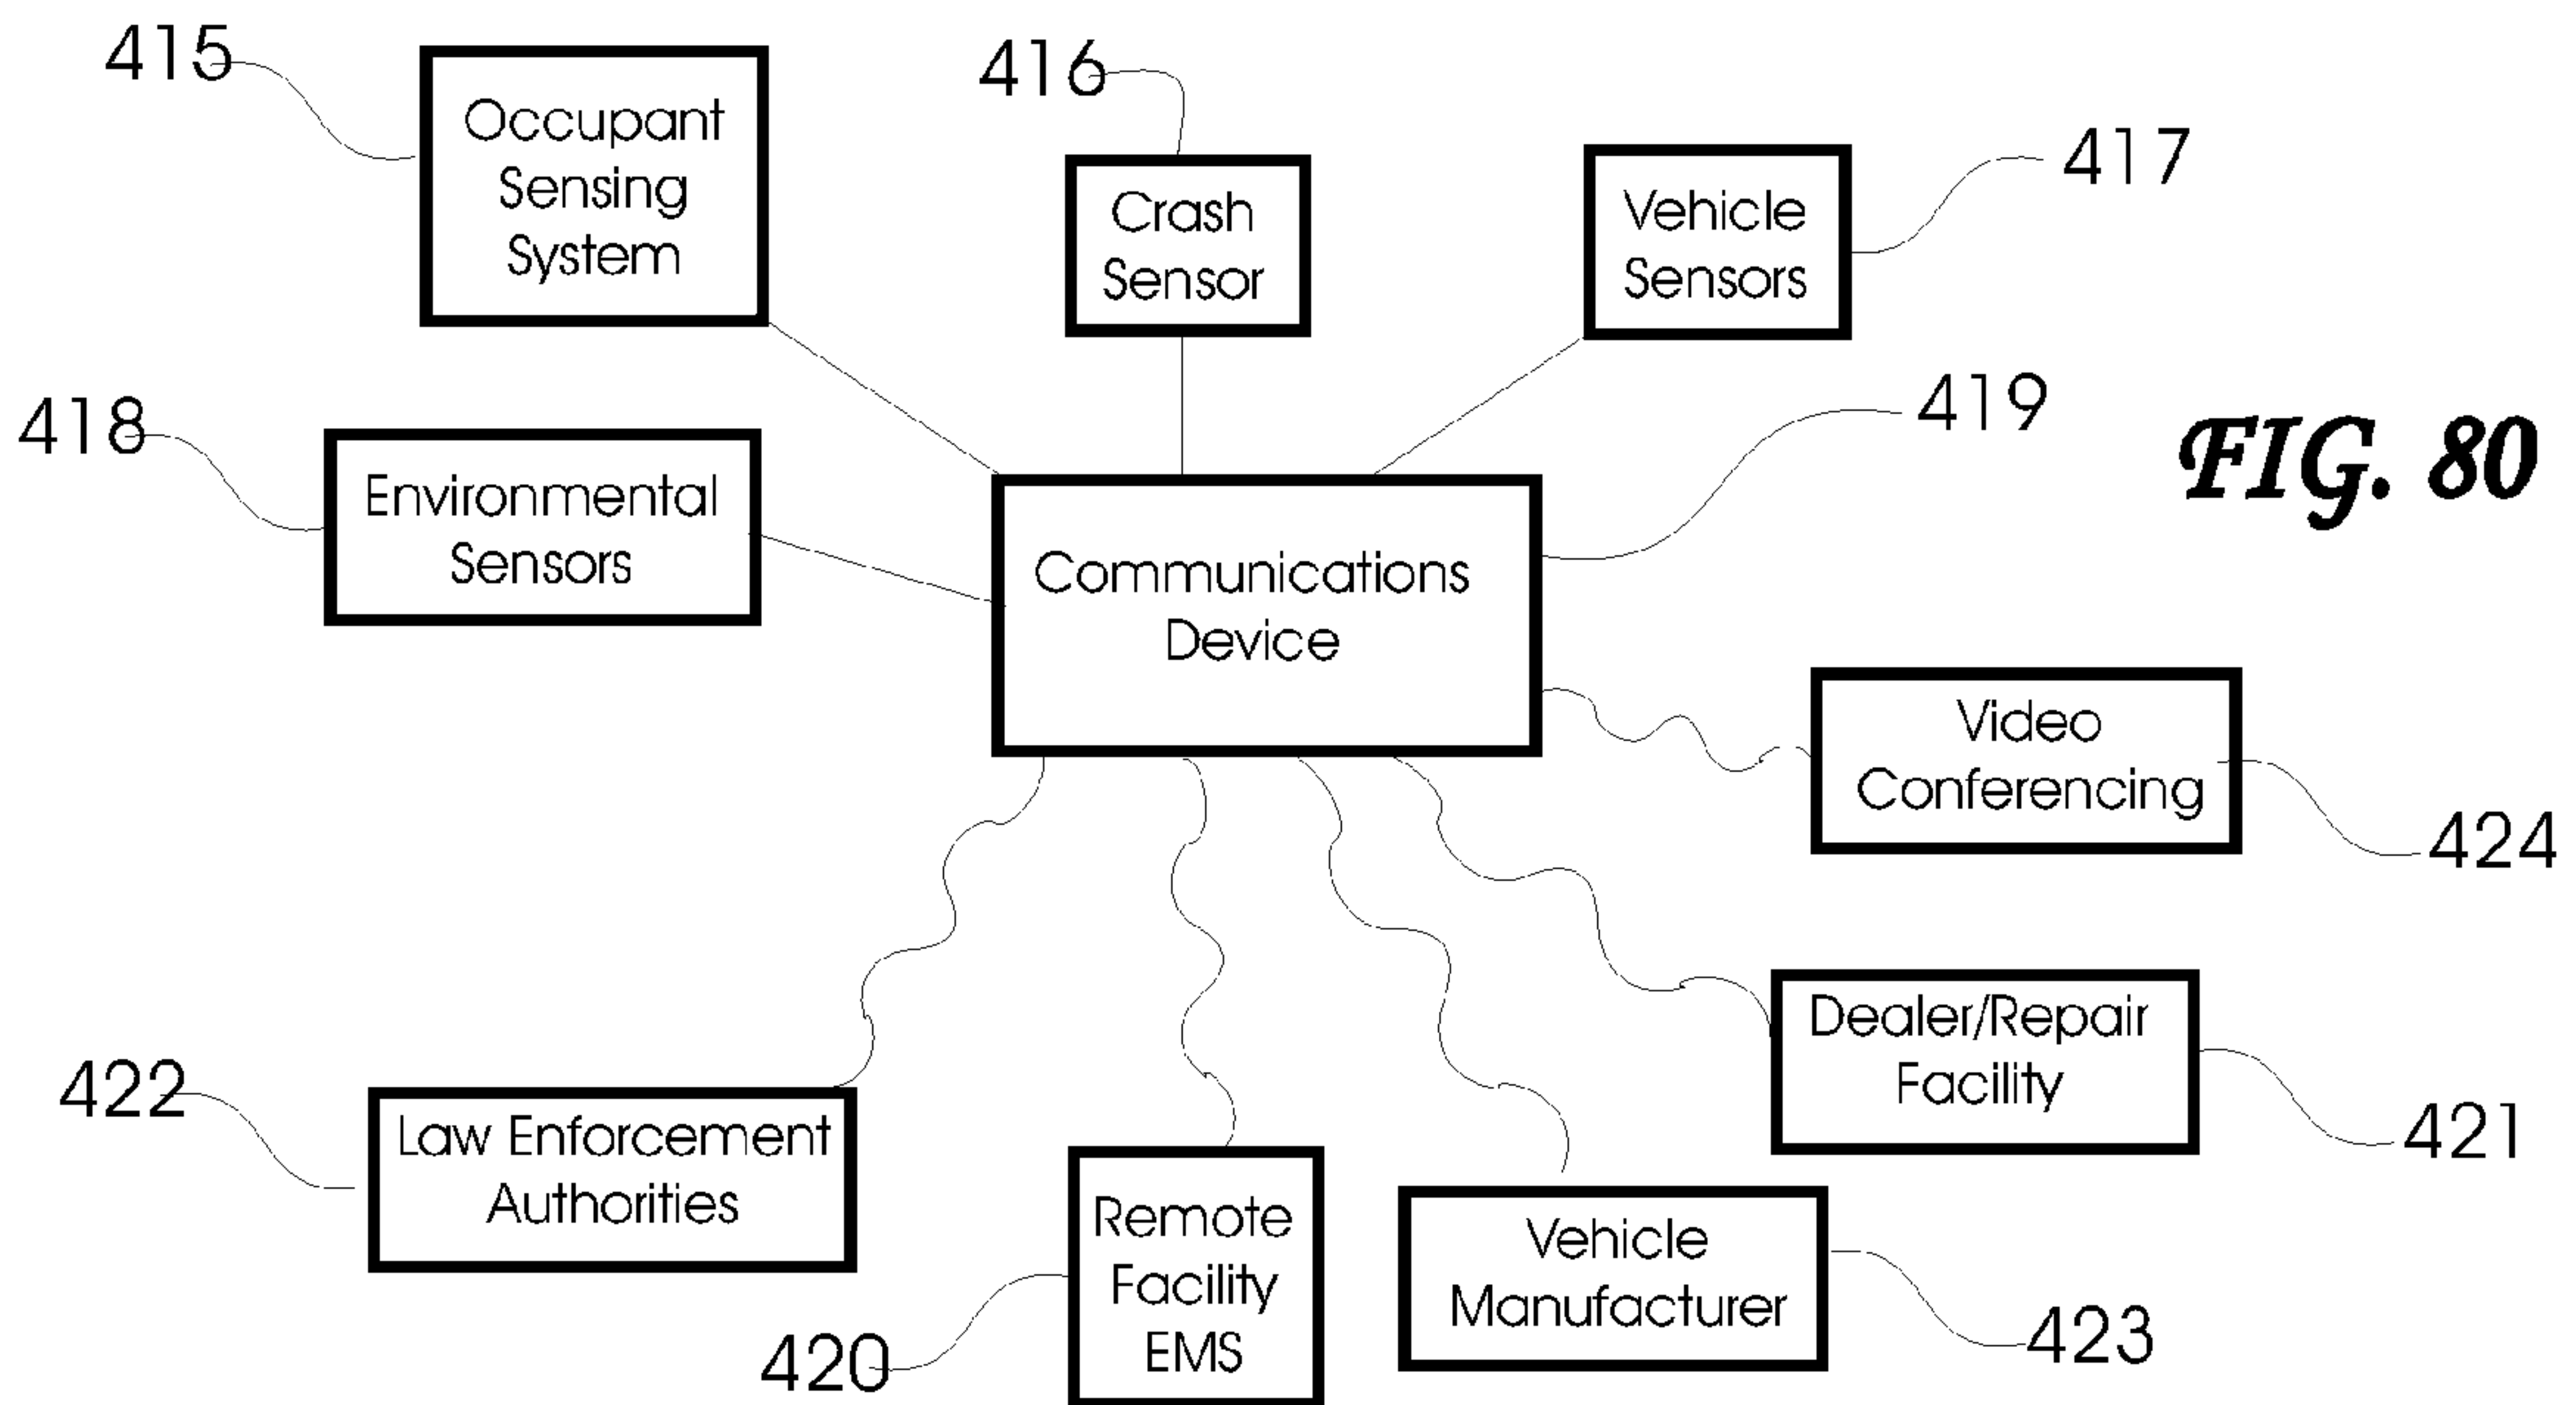 415
Occupant
Sensing
System
416
Crash
Sensor
417
Vehicle
Sensors
418
Environmental
Sensors
419
FIG. 80
Communications
Device
Video
Conferencing
424
Dealer/Repair
Facility
421
422
Law Enforcement
Authorities
Remote
Facility
EMS
420
Vehicle
Manufacturer
423